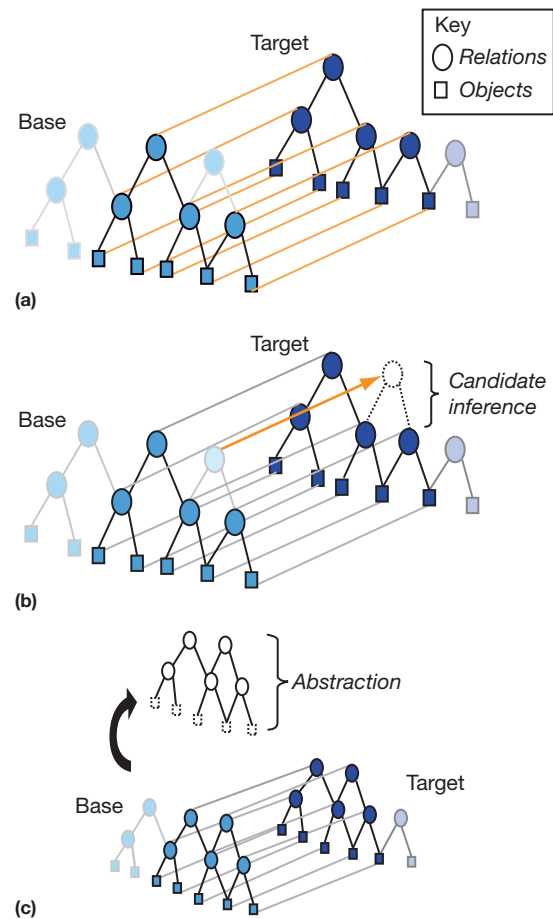 Key
Relations
Objects
Target
Base
(a)
Target
Candidate
inference
Base
(b)
Abstraction
Target
Base
(c)